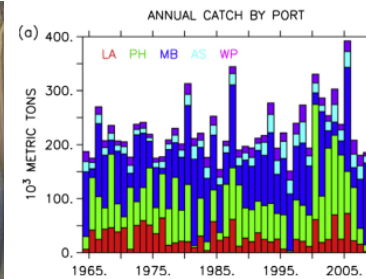 ANNUAL CATCH BY PORT
(a)
400.
LA PH MB AS WP
300.
200.
100.
0.
10³ METRIC TONS
1965. 1975. 1985. 1995. 2005.